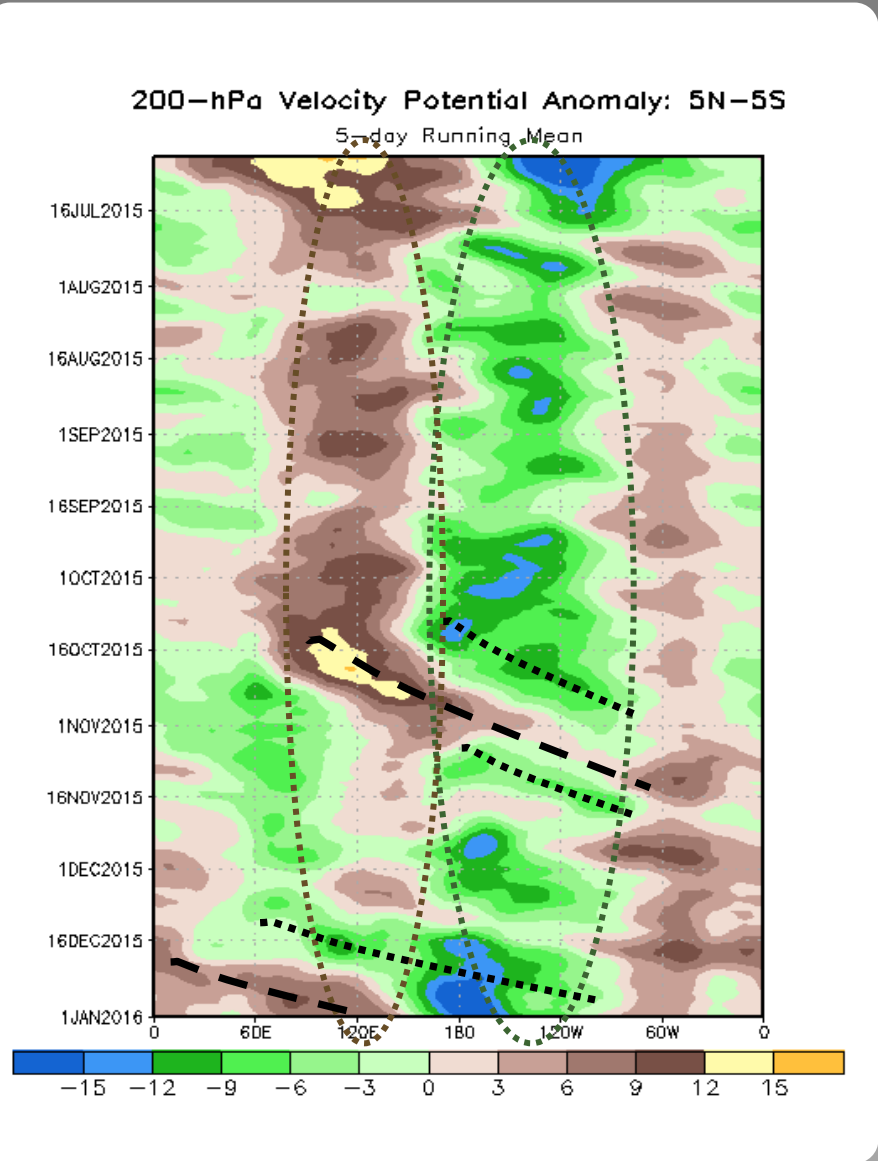 200-hPa Velocity Potential Anomaly: 5N-5S
5-day Running Mean
16JUL2015
1AUG2015
16AUG2015
1SEP2015
16SEP2015
1OCT2015
16OCT2015
1NOV2015
16NOV2015
1DEC2015
16DEC2015
1JAN2016
0 60E 120E 180 120W 60W 0
-15 -12 -9 -6 -3 0 3 6 9 12 15